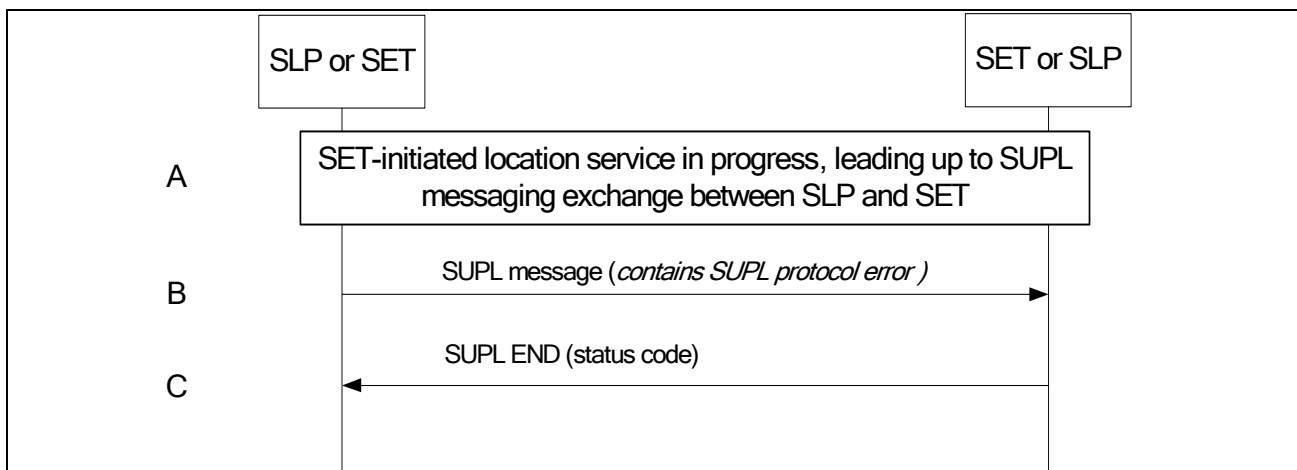 SLP or SET
SET or SLP
A
SET-initiated location service in progress, leading up to SUPL
messaging exchange between SLP and SET
B
SUPL message (contains SUPL protocol error )
C
SUPL END (status code)